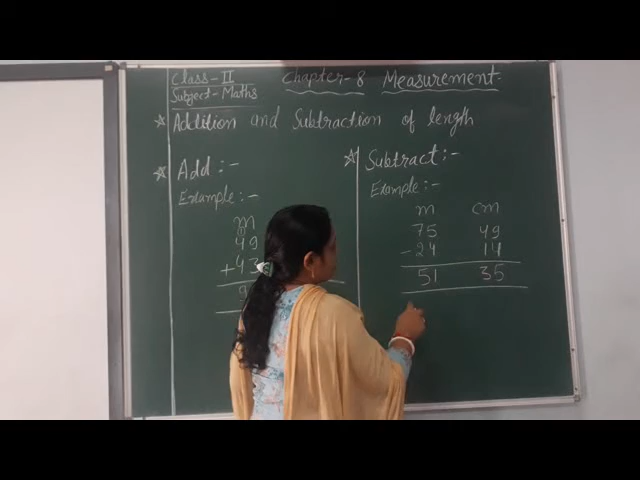 Class-II
Subject-Maths
Chapter-8 Measurement
☆ Addition and Subtraction of length
☆ Add :-
Example :-
m
49
+ 43
9
☆ Subtract :-
Example :-
m cm
75 49
- 24 14
51 35